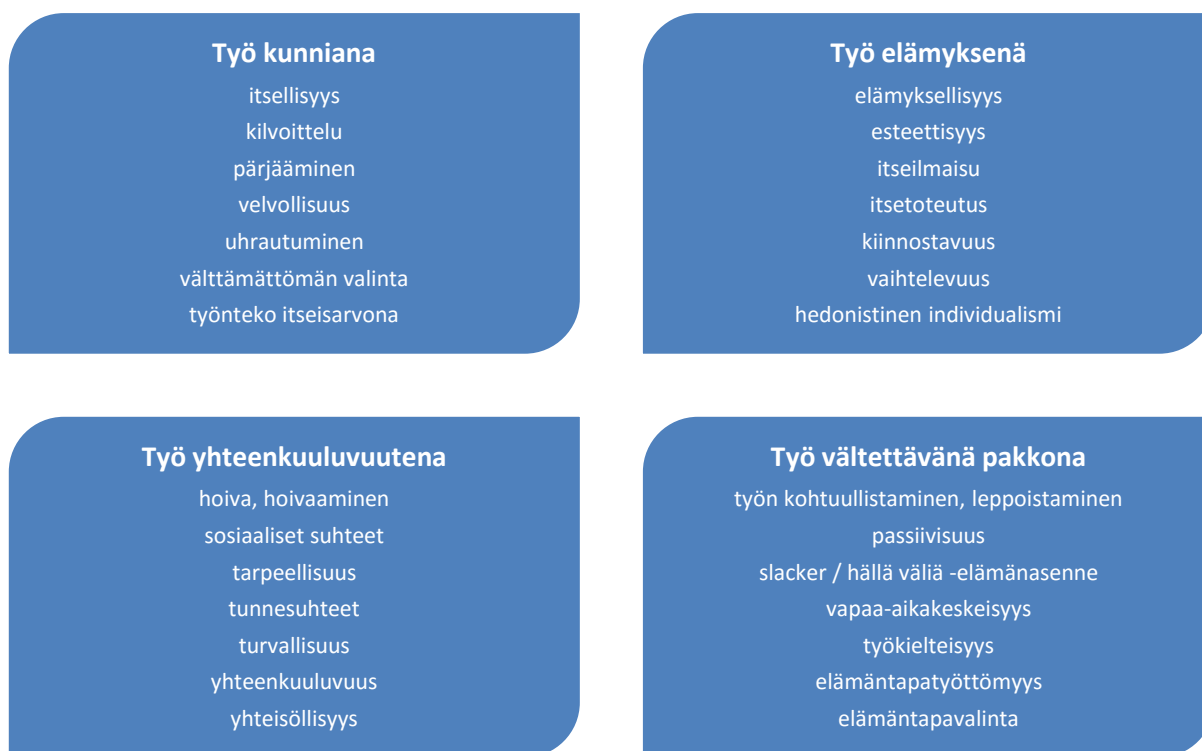 Työ kunniana
itsellisyys
kilvoittelu
pärjääminen
velvollisuus
uhrautuminen
välttämättömän valinta
työnteko itseisarvona
Työ elämyksenä
elämyksellisyys
esteettisyys
itseilmaisu
itsetoteutus
kiinnostavuus
vaihtelevuus
hedonistinen individualismi
Työ yhteenkuuluvuutena
hoiva, hoivaaminen
sosiaaliset suhteet
tarpeellisuus
tunnesuhteet
turvallisuus
yhteenkuuluvuus
yhteisöllisyys
Työ vältettävänä pakkona
työn kohtuullistaminen, leppoistaminen
passiivisuus
slacker / hällä väliä -elämänasenne
vapaa-aikakeskeisyys
työkielteisyys
elämäntapatyöttömyys
elämäntapavalinta